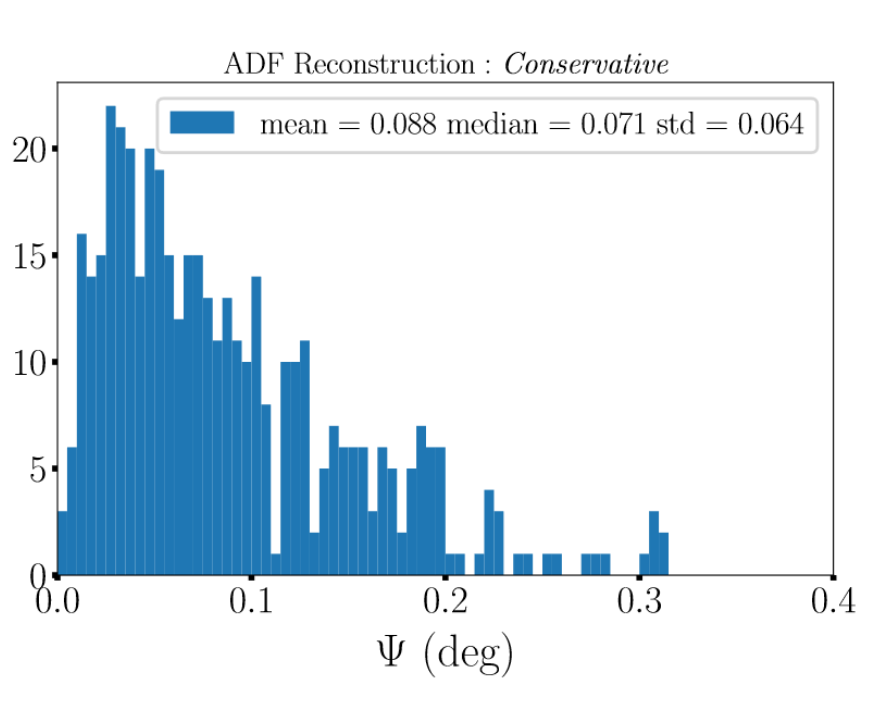 ADF Reconstruction : Conservative
mean = 0.088 median = 0.071 std = 0.064
20
15
10
5
0
0.0 0.1 0.2 0.3 0.4
Ψ (deg)